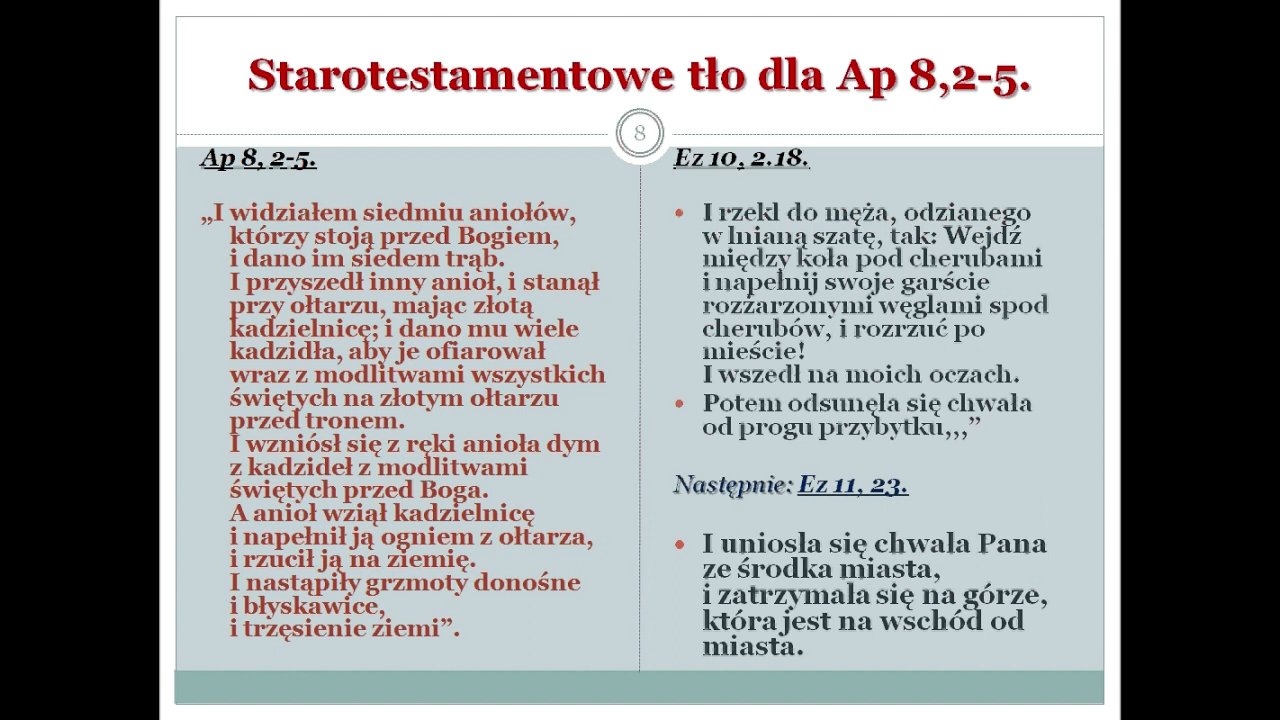 Starotestamentowe tło dla Ap 8,2-5.
8
Ap 8, 2-5.
„I widziałem siedmiu aniołów,
którzy stoją przed Bogiem,
i dano im siedem trąb.
I przyszedł inny anioł, i stanął
przy ołtarzu, mając złotą
kadzielnicę; i dano mu wiele
kadzidła, aby je ofiarował
wraz z modlitwami wszystkich
świętych na złotym ołtarzu
przed tronem.
I wzniósł się z ręki anioła dym
z kadzideł z modlitwami
świętych przed Boga.
A anioł wziął kadzielnicę
i napełnił ją ogniem z ołtarza,
i rzucił ją na ziemię.
I nastąpiły grzmoty donośne
i błyskawice,
i trzęsienie ziemi”.
Ez 10, 2.18.
• I rzekł do męża, odzianego
w lnianą szatę, tak: Wejdź
między koła pod cherubami
i napełnij swoje garście
rozżarzonymi węglami spod
cherubów, i rozrzuć po
mieście!
I wszedł na moich oczach.
• Potem odsunęła się chwała
od progu przybytku,,,”
Następnie: Ez 11, 23.
• I uniosła się chwała Pana
ze środka miasta,
i zatrzymała się na górze,
która jest na wschód od
miasta.